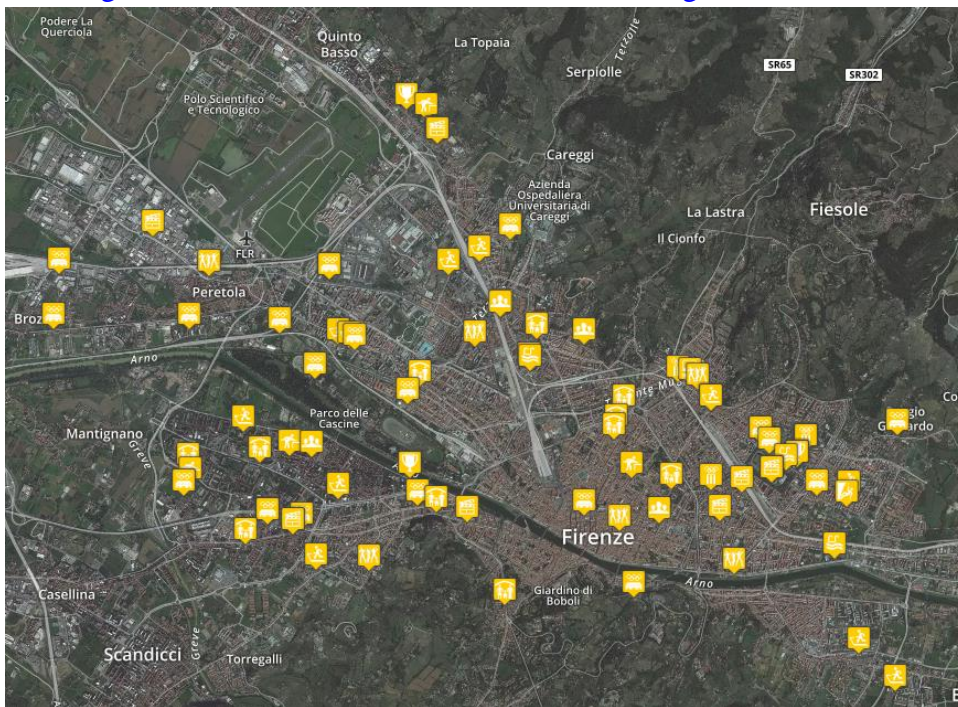 Podere La
Querciola
Quinto
Basso
La Topaia
Terzolle
Serpiolle
SR65
SR302
Polo Scientifico
e Tecnologico
Careggi
Azienda
Ospedaliera
Universitaria di
Careggi
La Lastra
Fiesole
Il Cionfo
FLR
Peretola
Arno
Parco delle
Cascine
Mantignano
Greve
Firenze
Arno
Giardino di
Boboli
Casellina
Scandicci
Greve
Torregalli